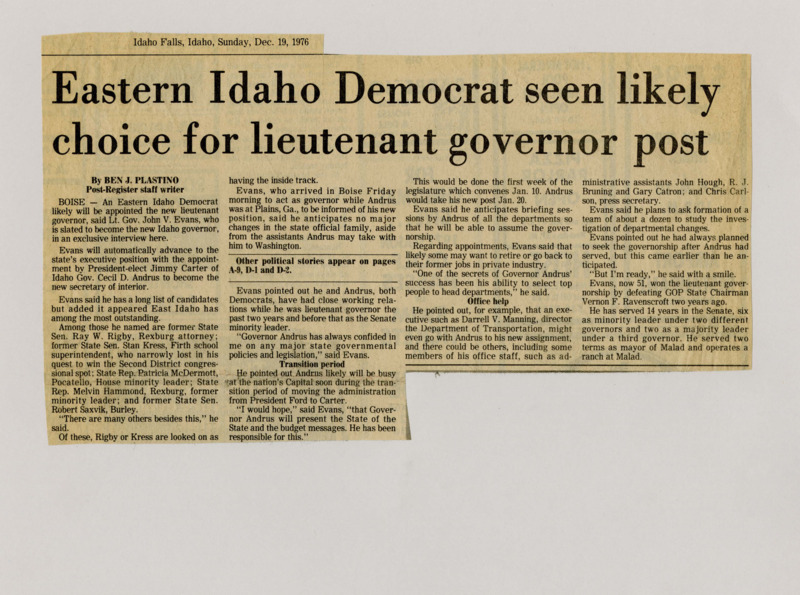 Idaho Falls, Idaho, Sunday, Dec. 19, 1976
Eastern Idaho Democrat seen likely
choice for lieutenant governor post
By BEN J. PLASTINO
Post-Register staff writer
BOISE — An Eastern Idaho Democrat
likely will be appointed the new lieutenant
governor, said Lt. Gov. John V. Evans, who
is slated to become the new Idaho governor,
in an exclusive interview here.
Evans will automatically advance to the
state's executive position with the appoint-
ment by President-elect Jimmy Carter of
Idaho Gov. Cecil D. Andrus to become the
new secretary of interior.
Evans said he has a long list of candidates
but added it appeared East Idaho has
among the most outstanding.
Among those he named are former State
Sen. Ray W. Rigby, Rexburg attorney;
former State Sen. Stan Kress, Firth school
superintendent, who narrowly lost in his
quest to win the Second District congres-
sional spot; State Rep. Patricia McDermott,
Pocatello, House minority leader; State
Rep. Melvin Hammond, Rexburg, former
minority leader; and former State Sen.
Robert Saxvik, Burley.
"There are many others besides this," he
said.
Of these, Rigby or Kress are looked on as
having the inside track.
Evans, who arrived in Boise Friday
morning to act as governor while Andrus
was at Plains, Ga., to be informed of his new
position, said he anticipates no major
changes in the state official family, aside
from the assistants Andrus may take with
him to Washington.
Other political stories appear on pages
A-9, D-1 and D-2.
Evans pointed out he and Andrus, both
Democrats, have had close working rela-
tions while he was lieutenant governor the
past two years and before that as the Senate
minority leader.
"Governor Andrus has always confided in
me on any major state governmental
policies and legislation," said Evans.
Transition period
He pointed out Andrus likely will be busy
at the nation's Capital soon during the tran-
sition period of moving the administration
from President Ford to Carter.
"I would hope," said Evans, "that Gover-
nor Andrus will present the State of the
State and the budget messages. He has been
responsible for this."
This would be done the first week of the
legislature which convenes Jan. 10. Andrus
would take his new post Jan. 20.
Evans said he anticipates briefing ses-
sions by Andrus of all the departments so
that he will be able to assume the gover-
norship.
Regarding appointments, Evans said that
likely some may want to retire or go back to
their former jobs in private industry.
"One of the secrets of Governor Andrus'
success has been his ability to select top
people to head departments," he said.
Office help
He pointed out, for example, that an exe-
cutive such as Darrell V. Manning, director
the Department of Transportation, might
even go with Andrus to his new assignment,
and there could be others, including some
members of his office staff, such as ad-
ministrative assistants John Hough, R. J.
Bruning and Gary Catron; and Chris Carl-
son, press secretary.
Evans said he plans to ask formation of a
team of about a dozen to study the inves-
tigation of departmental changes.
Evans pointed out he had always planned
to seek the governorship after Andrus had
served, but this came earlier than he an-
ticipated.
"But I'm ready," he said with a smile.
Evans, now 51, won the lieutenant gover-
norship by defeating GOP State Chairman
Vernon F. Ravenscroft two years ago.
He has served 14 years in the Senate, six
as minority leader under two different
governors and two as a majority leader
under a third governor. He served two
terms as mayor of Malad and operates a
ranch at Malad.